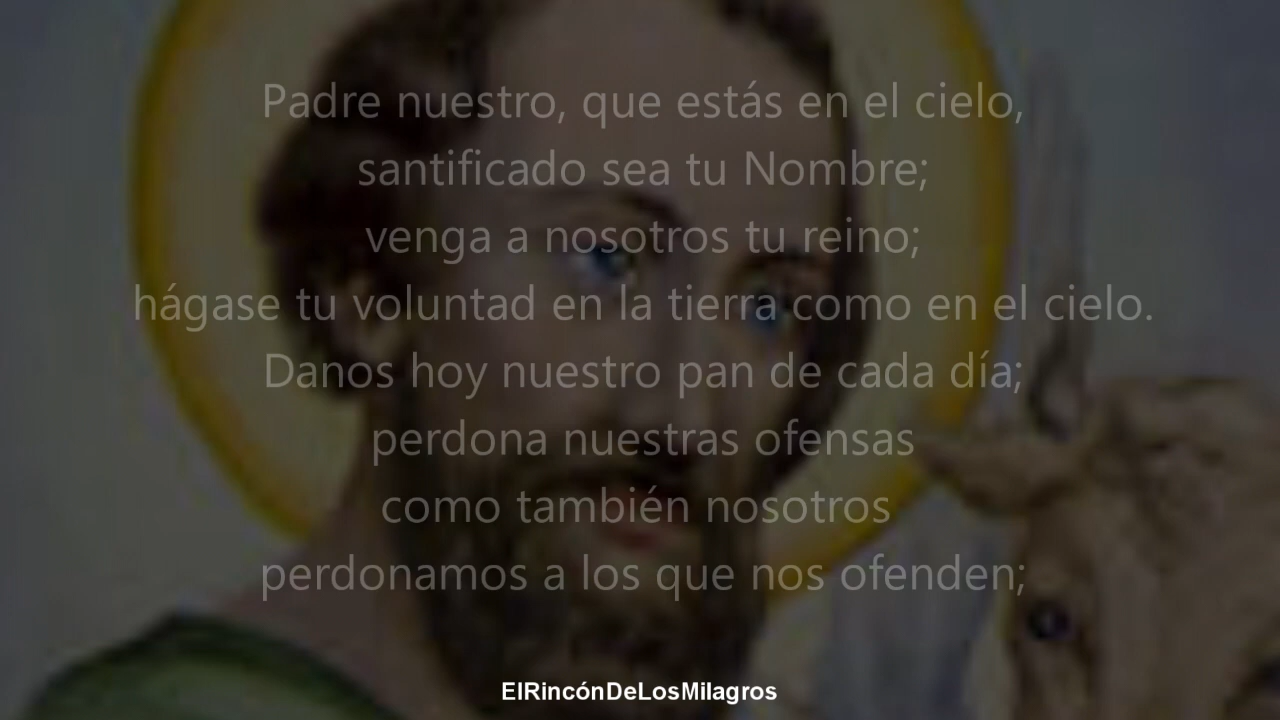 Padre nuestro, que estás en el cielo,
santificado sea tu Nombre;
venga a nosotros tu reino;
hágase tu voluntad en la tierra como en el cielo.
Danos hoy nuestro pan de cada día;
perdona nuestras ofensas
como también nosotros
perdonamos a los que nos ofenden;
ElRincónDeLosMilagros